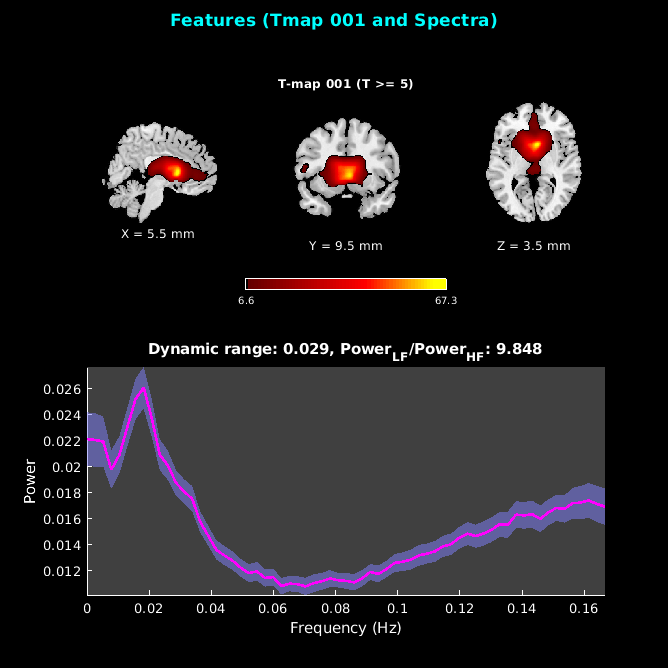 Features (Tmap 001 and Spectra)
T-map 001 (T >= 5)
X = 5.5 mm
Y = 9.5 mm
Z = 3.5 mm
6.6
67.3
Dynamic range: 0.029, PowerLF/PowerHF: 9.848
0.026
0.024
0.022
0.02
0.018
0.016
0.014
0.012
Power
0
0.02
0.04
0.06
0.08
0.1
0.12
0.14
0.16
Frequency (Hz)